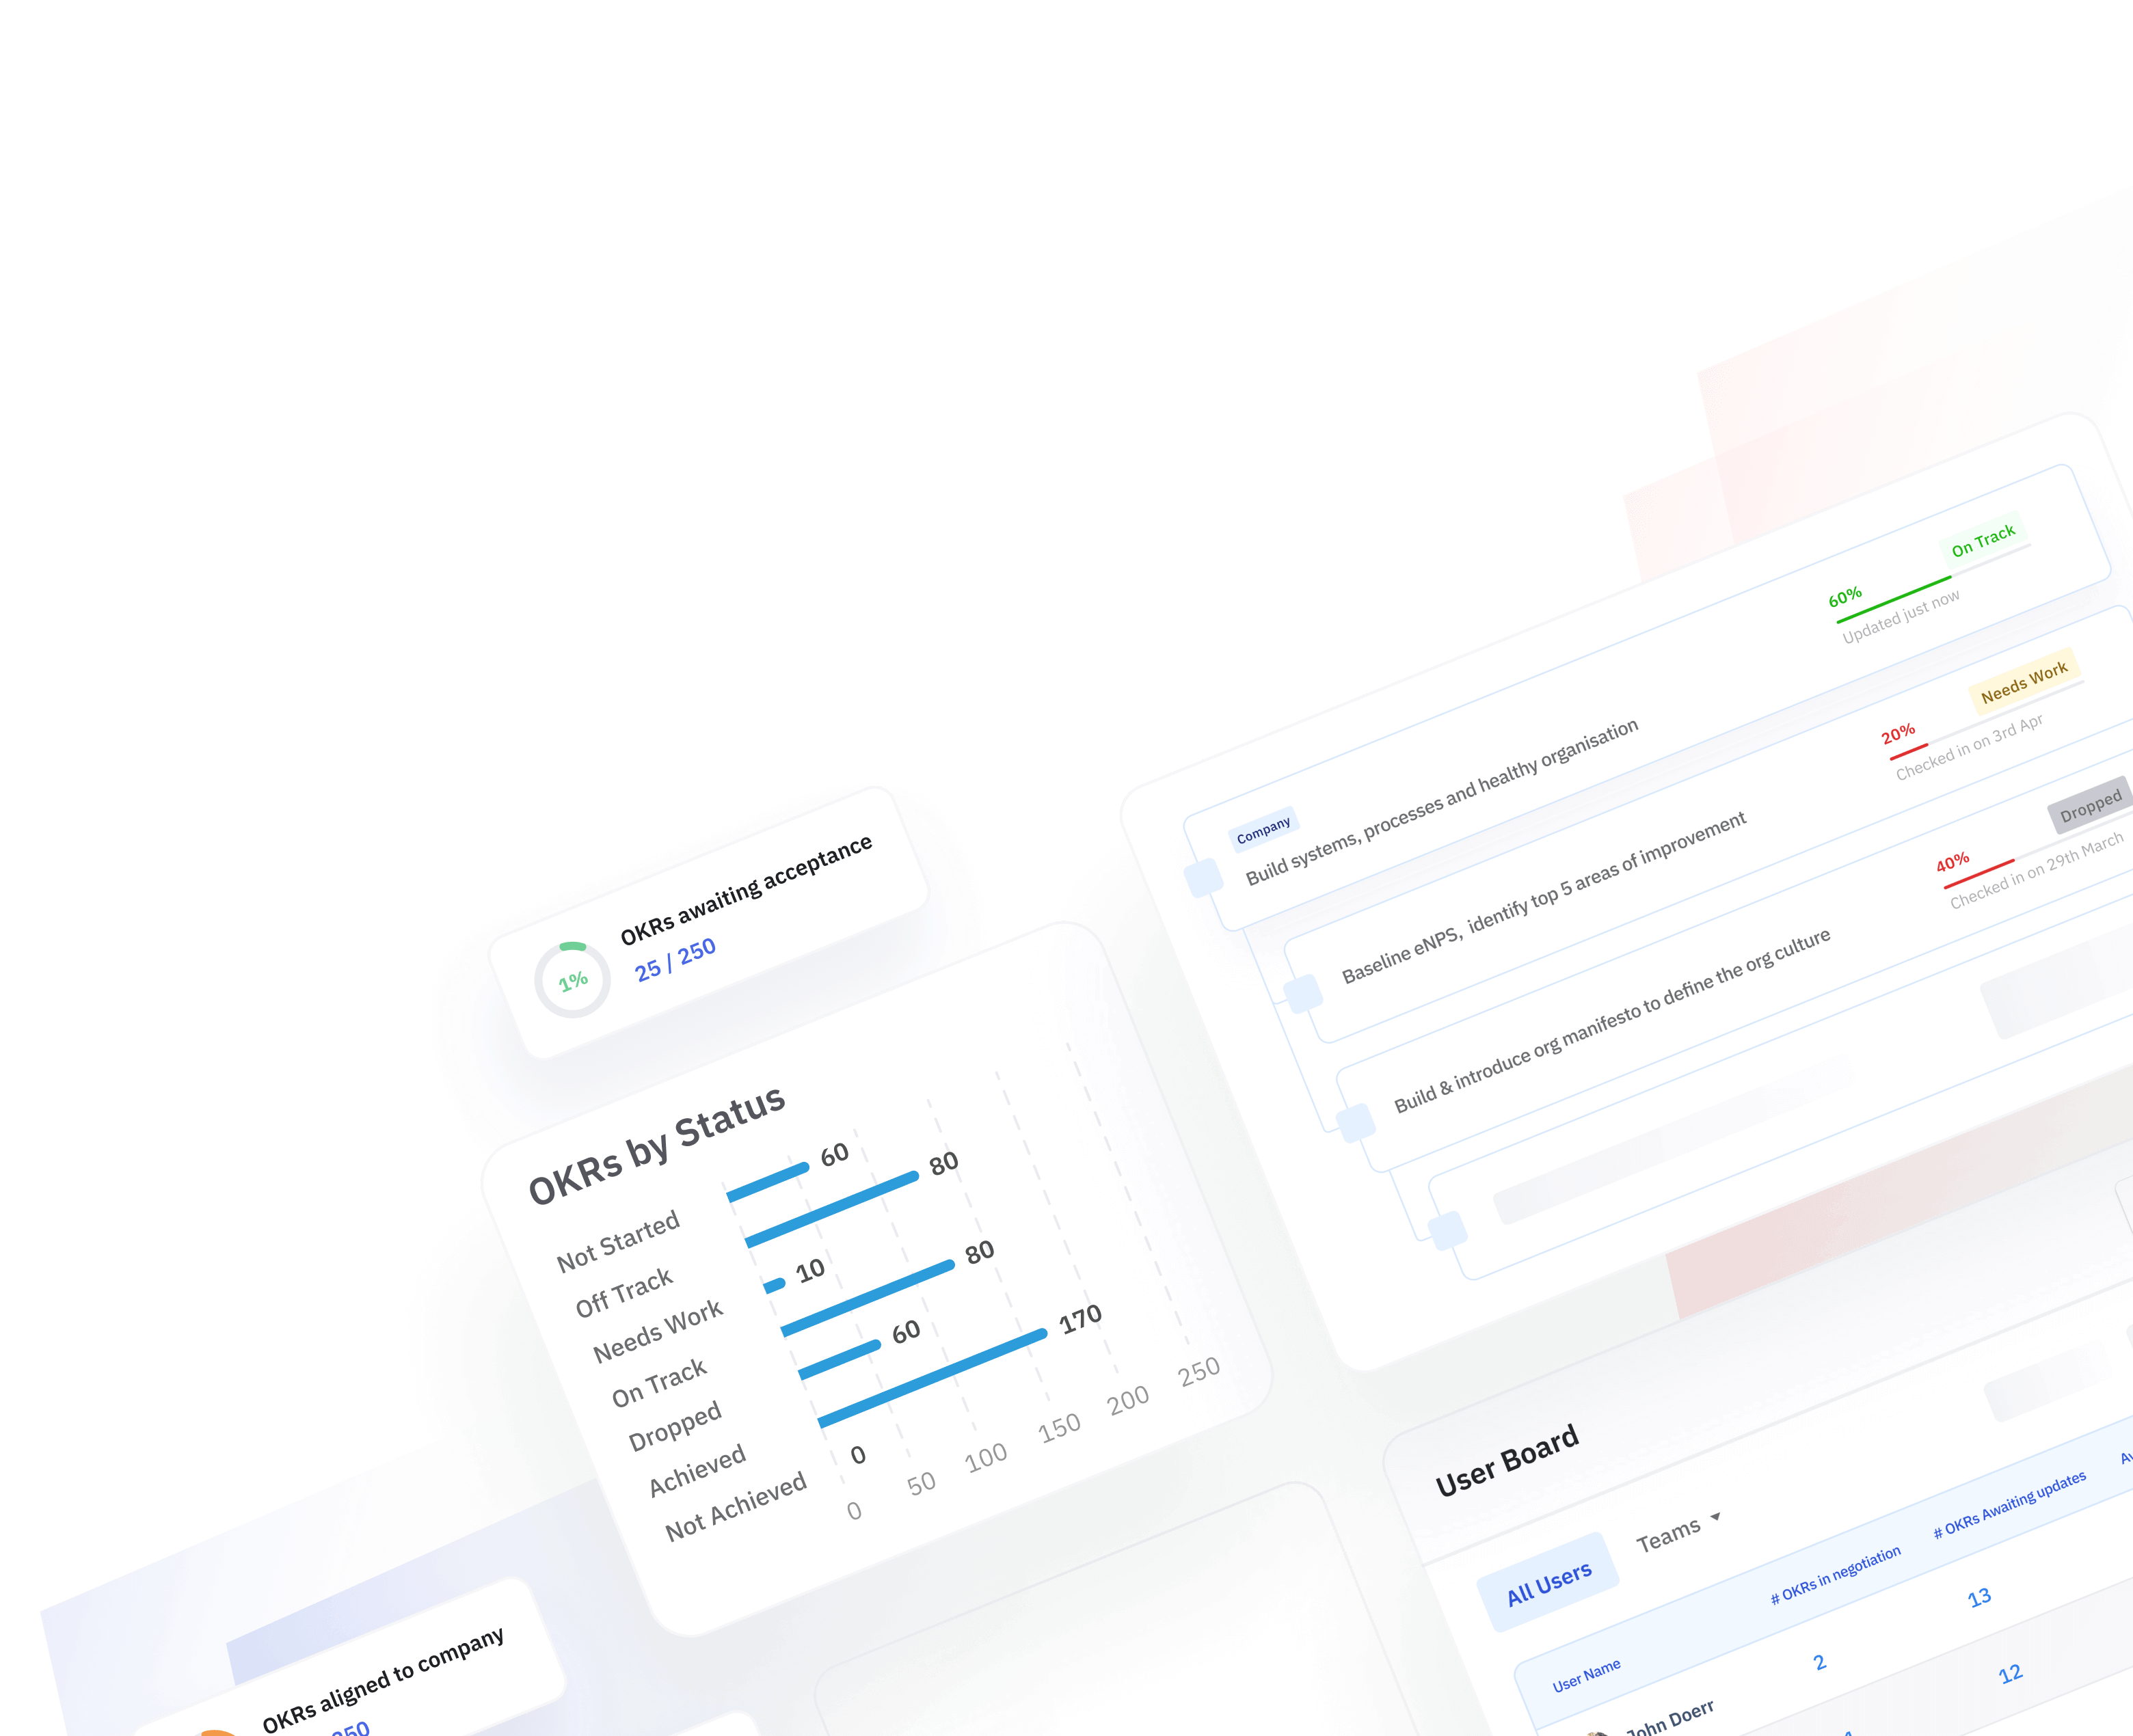 On Track
60%
Updated just now
Needs Work
20%
Checked in on 3rd Apr
Dropped
40%
Checked in on 29th March
Company
Build systems, processes and healthy organisation
Baseline eNPS, identify top 5 areas of improvement
Build & introduce org manifesto to define the org culture
OKRs awaiting acceptance
1%
25 / 250
OKRs by Status
Not Started 60
Off Track 80
Needs Work 10
On Track 80
Dropped 60
Achieved 170
Not Achieved 0
0 50 100 150 200 250
OKRs aligned to company
User Board
All Users Teams
User Name # OKRs in negotiation # OKRs Awaiting updates
John Doerr 2 13
12